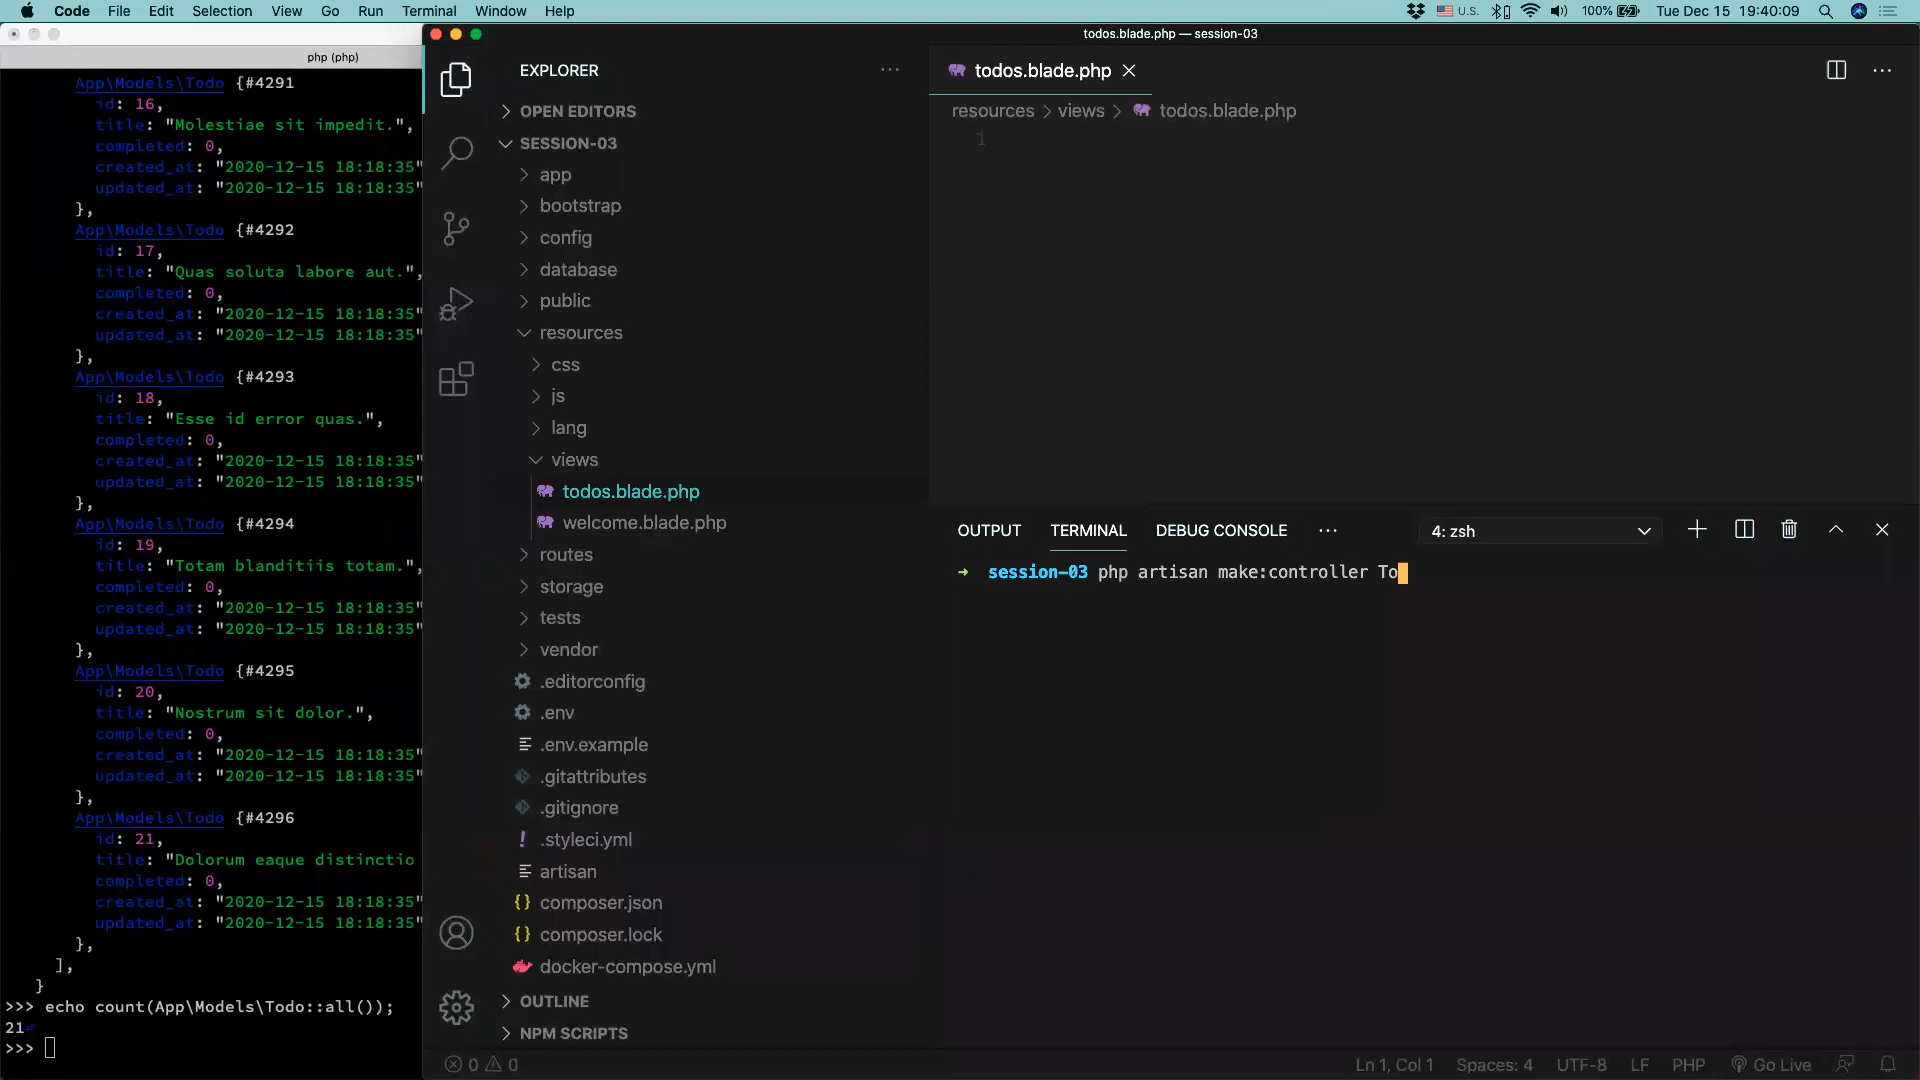 Code File Edit Selection View Go Run Terminal Window Help
U.S. 100% Tue Dec 15 19:40:09
php (php)
App\Models\Todo {#4291
id: 16,
title: "Molestiae sit impedit.",
completed: 0,
created_at: "2020-12-15 18:18:35"
updated_at: "2020-12-15 18:18:35"
},
App\Models\Todo {#4292
id: 17,
title: "Quas soluta labore aut.",
completed: 0,
created_at: "2020-12-15 18:18:35"
updated_at: "2020-12-15 18:18:35"
},
App\Models\Todo {#4293
id: 18,
title: "Esse id error quas.",
completed: 0,
created_at: "2020-12-15 18:18:35"
updated_at: "2020-12-15 18:18:35"
},
App\Models\Todo {#4294
id: 19,
title: "Totam blanditiis totam.",
completed: 0,
created_at: "2020-12-15 18:18:35"
updated_at: "2020-12-15 18:18:35"
},
App\Models\Todo {#4295
id: 20,
title: "Nostrum sit dolor.",
completed: 0,
created_at: "2020-12-15 18:18:35"
updated_at: "2020-12-15 18:18:35"
},
App\Models\Todo {#4296
id: 21,
title: "Dolorum eaque distinctio
completed: 0,
created_at: "2020-12-15 18:18:35"
updated_at: "2020-12-15 18:18:35"
},
],
}
>>> echo count(App\Models\Todo::all());
21⏎
>>>
todos.blade.php — session-03
EXPLORER
OPEN EDITORS
SESSION-03
app
bootstrap
config
database
public
resources
css
js
lang
views
todos.blade.php
welcome.blade.php
routes
storage
tests
vendor
.editorconfig
.env
.env.example
.gitattributes
.gitignore
.styleci.yml
artisan
composer.json
composer.lock
docker-compose.yml
OUTLINE
NPM SCRIPTS
todos.blade.php
resources > views > todos.blade.php
1
OUTPUT TERMINAL DEBUG CONSOLE 4: zsh
→ session-03 php artisan make:controller To
0 0
Ln 1, Col 1 Spaces: 4 UTF-8 LF PHP Go Live